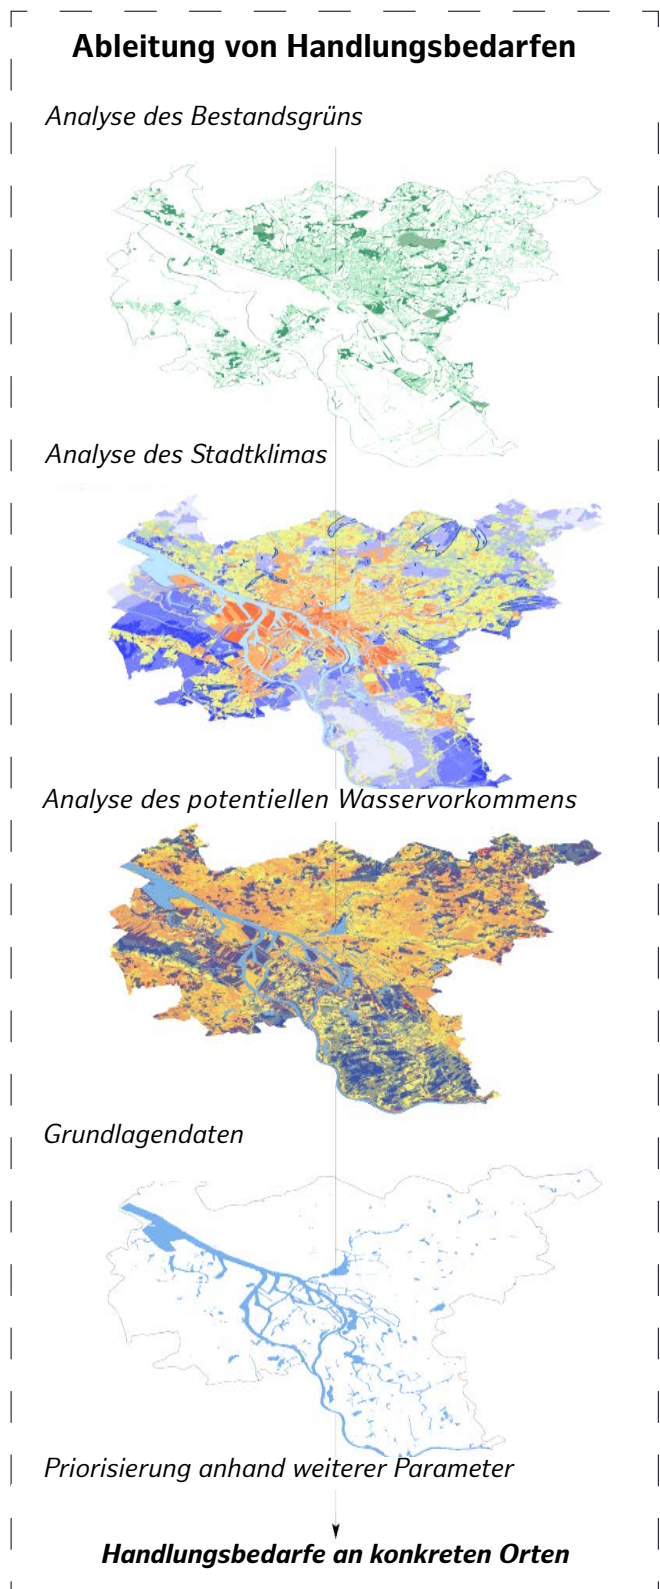 Ableitung von Handlungsbedarfen
Analyse des Bestandsgrüns
Analyse des Stadtklimas
Analyse des potentiellen Wasservorkommens
Grundlagendaten
Priorisierung anhand weiterer Parameter
Handlungsbedarfe an konkreten Orten